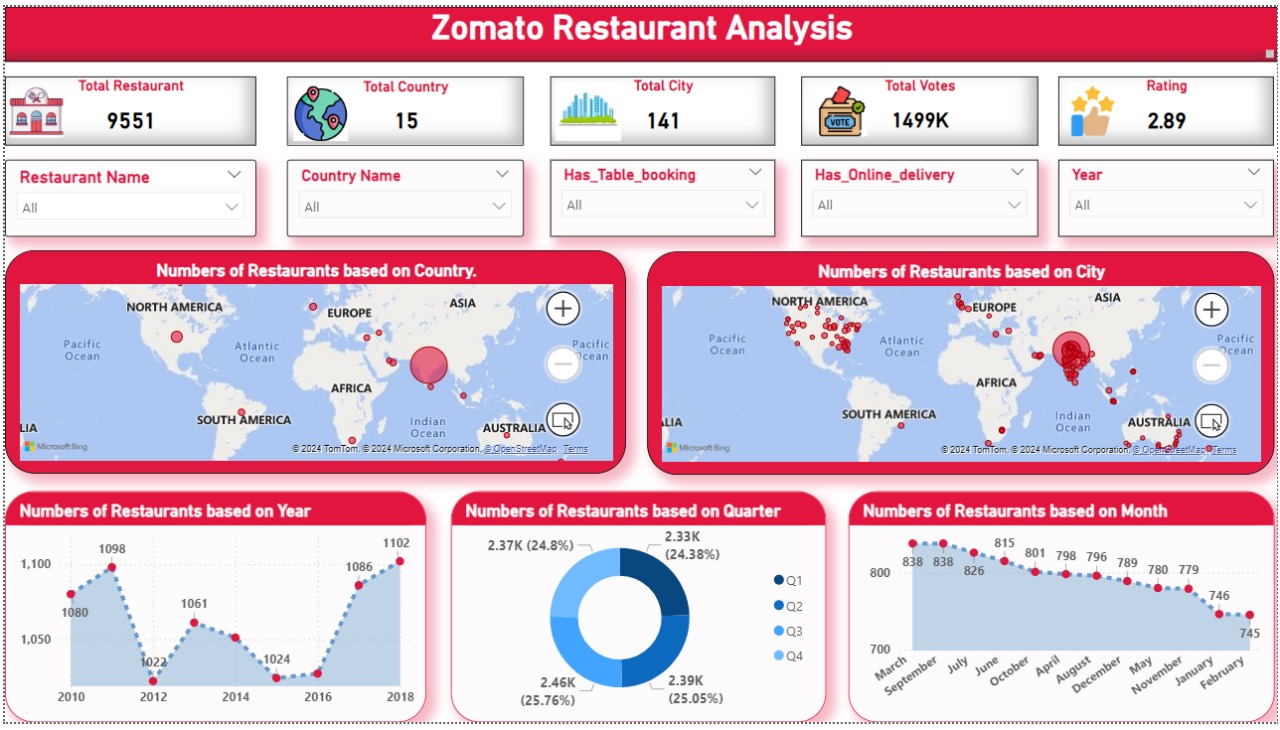 Zomato Restaurant Analysis
Total Restaurant
9551
Total Country
15
Total City
141
VOTE
Total Votes
1499K
Rating
2.89
Restaurant Name
All
Country Name
All
Has_Table_booking
All
Has_Online_delivery
All
Year
All
Numbers of Restaurants based on Country.
NORTH AMERICA
ASIA
EUROPE
Pacific
Ocean
Atlantic
Ocean
Pacific
Ocean
AFRICA
SOUTH AMERICA
Indian
Ocean
LIA
AUSTRALIA
Microsoft Bing
© 2024 TomTom, © 2024 Microsoft Corporation, © OpenStreetMap Terms
Numbers of Restaurants based on City
NORTH AMERICA
ASIA
EUROPE
Pacific
Ocean
Atlantic
Ocean
Pacific
Ocean
AFRICA
SOUTH AMERICA
Indian
Ocean
LIA
AUSTRALIA
Microsoft Bing
© 2024 TomTom, © 2024 Microsoft Corporation, © OpenStreetMap Terms
Numbers of Restaurants based on Year
1,100
1,050
1080
1098
1022
1061
1024
1086
1102
2010
2012
2014
2016
2018
Numbers of Restaurants based on Quarter
2.37K (24.8%)
2.33K
(24.38%)
2.46K
(25.76%)
2.39K
(25.05%)
Q1
Q2
Q3
Q4
Numbers of Restaurants based on Month
800
700
838
838
826
815
801
798
796
789
780
779
746
745
March
September
July
June
October
April
August
December
May
November
January
February